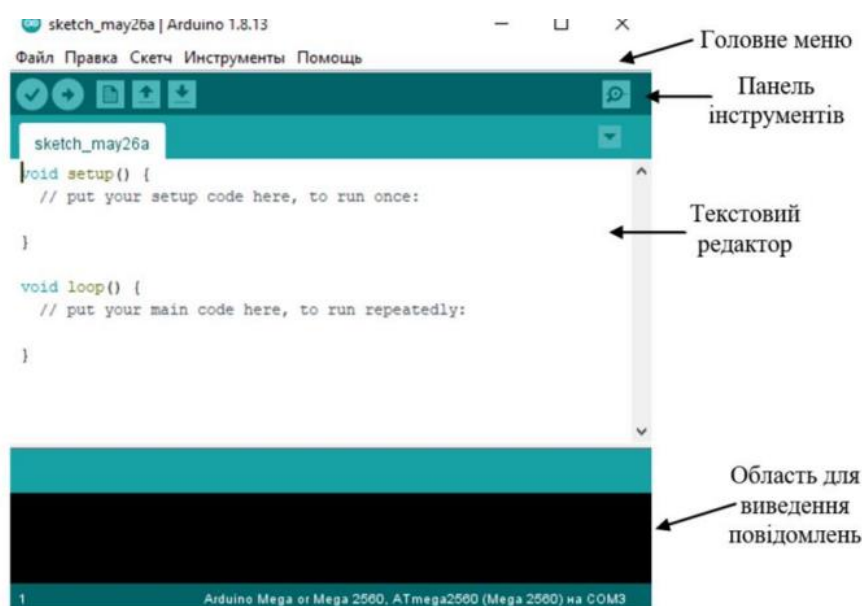 sketch_may26a | Arduino 1.8.13
Файл Правка Скетч Инструменты Помощь
Головне меню
Панель
інструментів
sketch_may26a
void setup() {
// put your setup code here, to run once:
}
void loop() {
// put your main code here, to run repeatedly:
}
Текстовий
редактор
Область для
виведення
повідомлень
1
Arduino Mega or Mega 2560, ATmega2560 (Mega 2560) на COM3